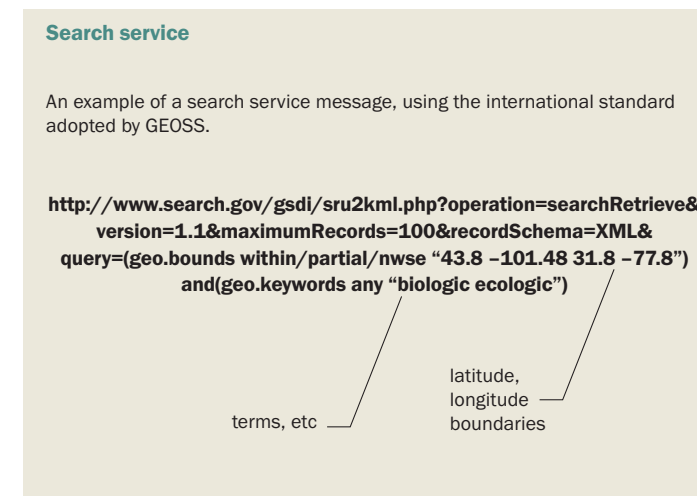 Search service
An example of a search service message, using the international standard
adopted by GEOSS.
http://www.search.gov/gsdi/sru2kml.php?operation=searchRetrieve&
version=1.1&maximumRecords=100&recordSchema=XML&
query=(geo.bounds within/partial/nwse “43.8 –101.48 31.8 –77.8”)
and(geo.keywords any “biologic ecologic”)
latitude,
longitude
boundaries
terms, etc